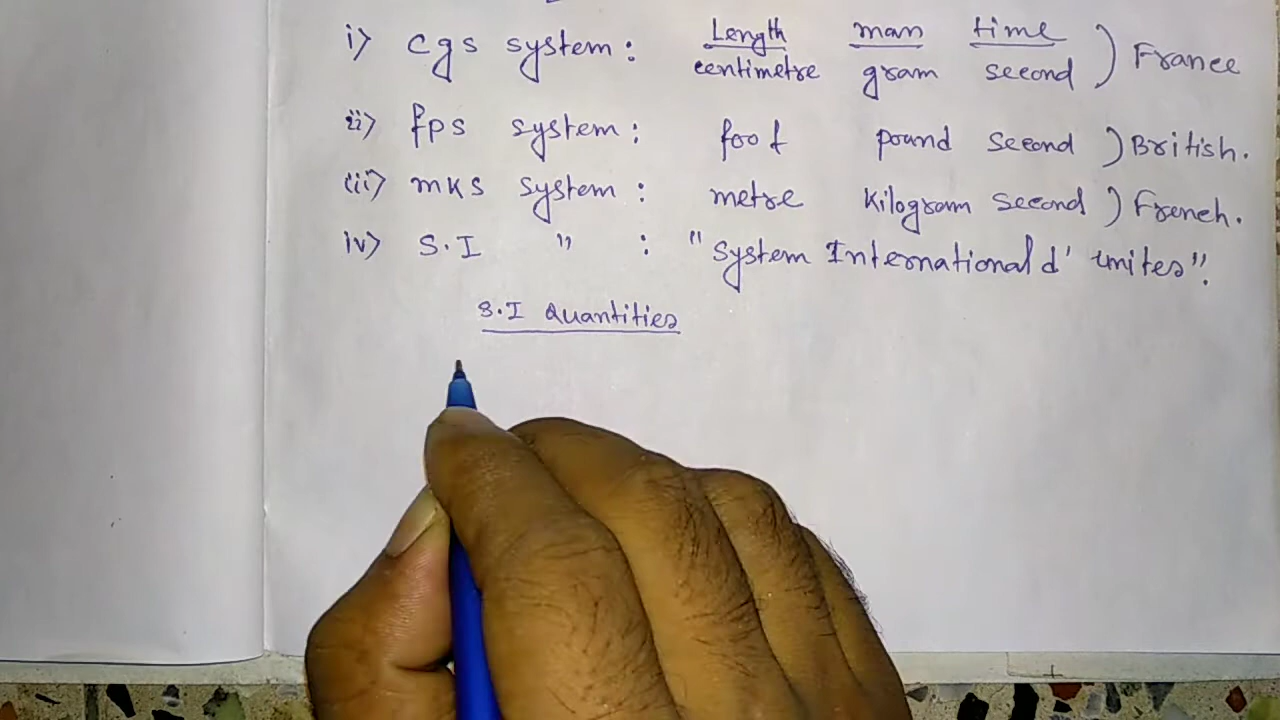 i) cgs system : Length mass time ) France
centimetre gram second
ii) fps system : foot pound second ) British.
iii) mks system : metre kilogram second ) French.
iv) S.I " : "System International d' unites".
S.I Quantities